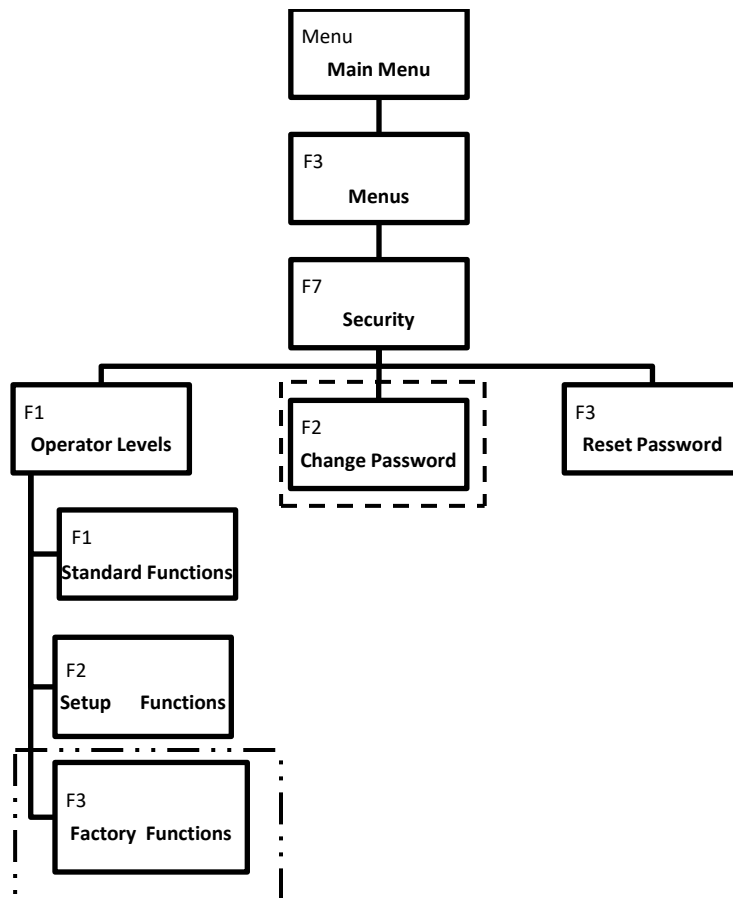 Menu
Main Menu
F3
Menus
F7
Security
F1
Operator Levels
F2
Change Password
F3
Reset Password
F1
Standard Functions
F2
Setup Functions
F3
Factory Functions